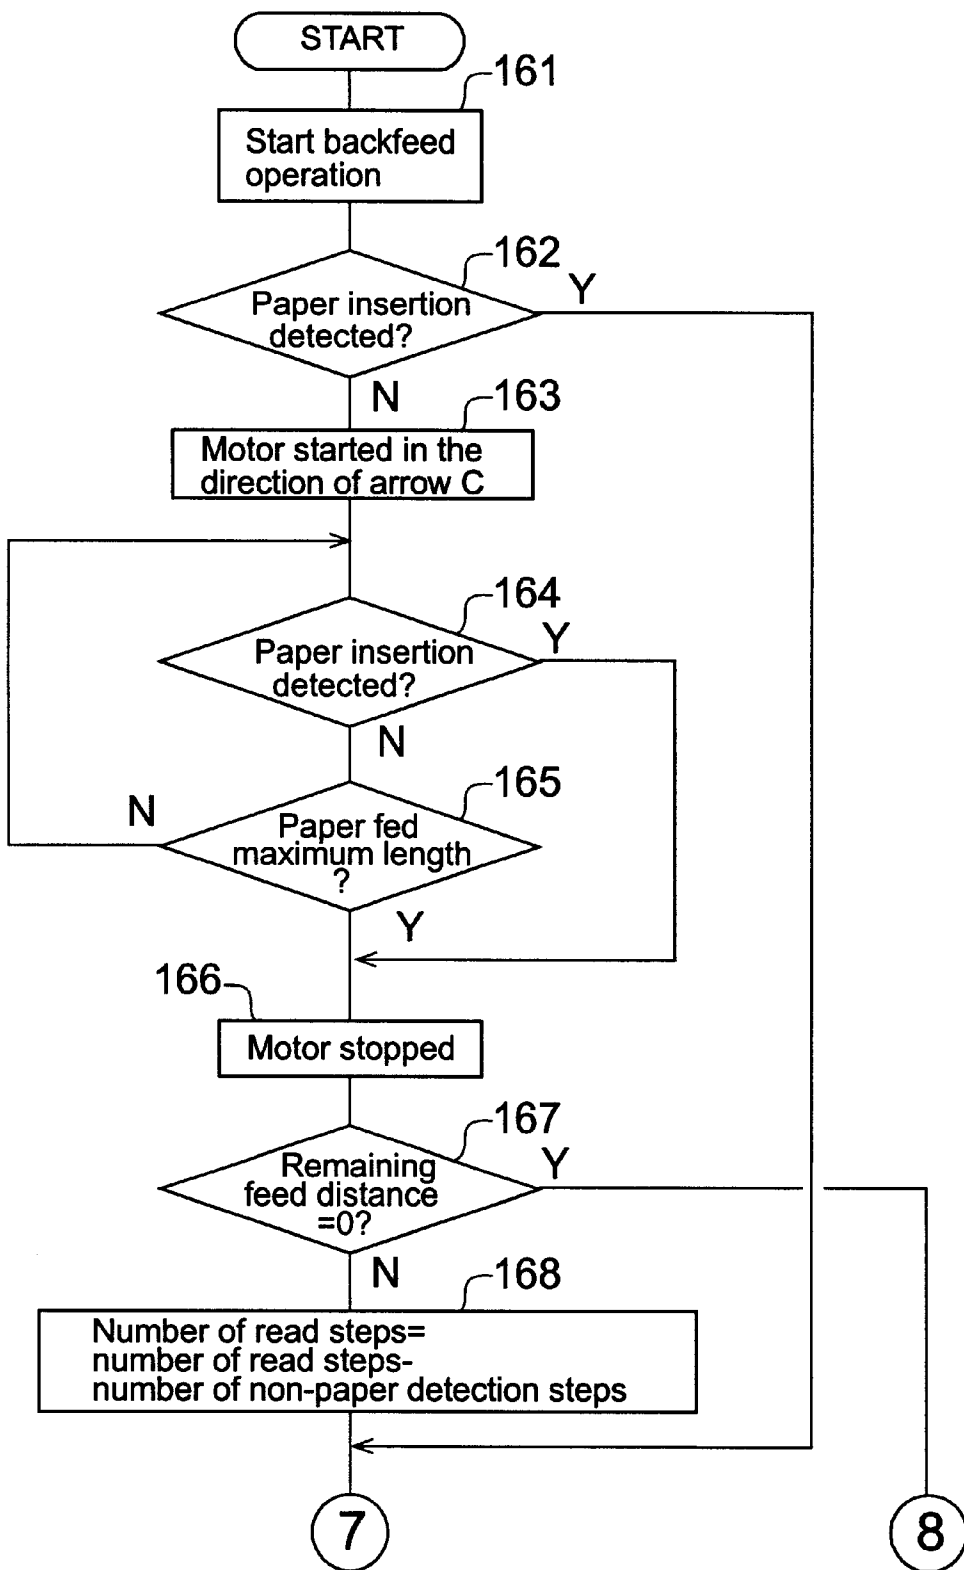 START
161
Start backfeed
operation
162
Y
Paper insertion
detected?
N
163
Motor started in the
direction of arrow C
164
Y
Paper insertion
detected?
N
165
N
Paper fed
maximum length
?
Y
166
Motor stopped
167
Y
Remaining
feed distance
=0?
N
168
Number of read steps=
number of read steps-
number of non-paper detection steps
7
8